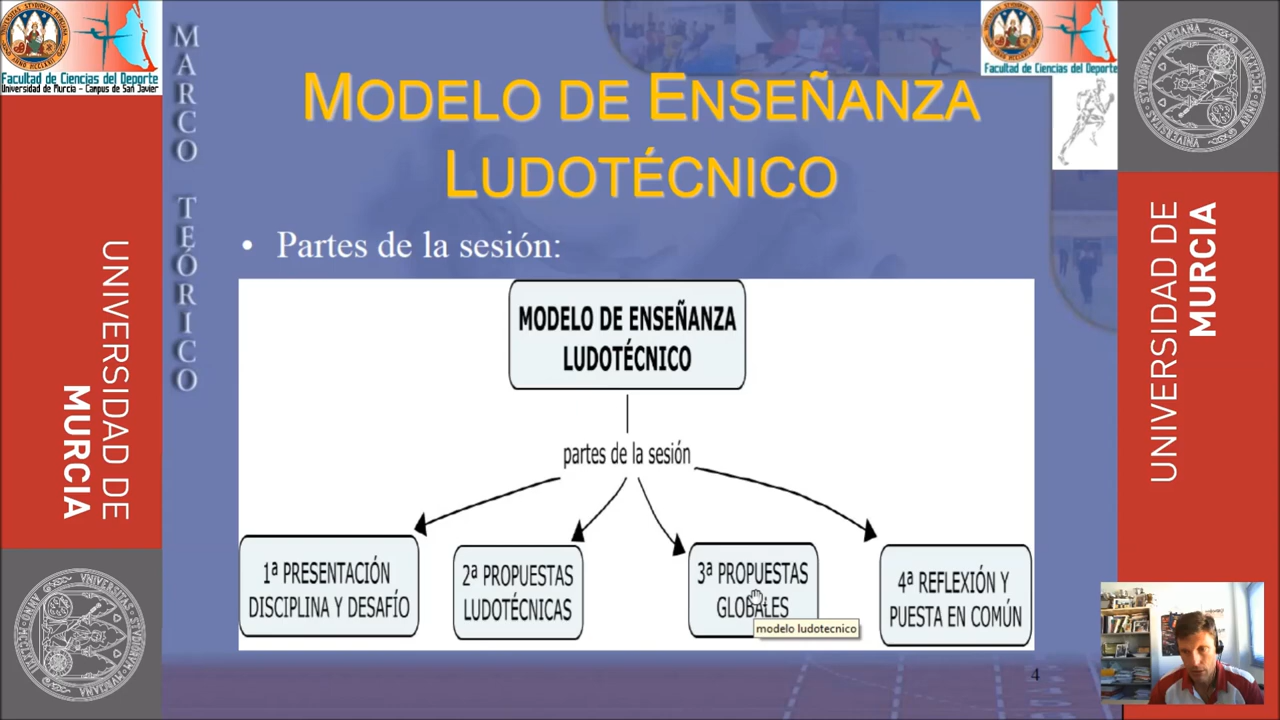 Facultad de Ciencias del Deporte
Universidad de Murcia - Campus de San Javier
Facultad de Ciencias del Deporte
MARCO TEÓRICO
MODELO DE ENSEÑANZA
LUDOTÉCNICO
• Partes de la sesión:
MODELO DE ENSEÑANZA
LUDOTÉCNICO
partes de la sesión
1ª PRESENTACIÓN
DISCIPLINA Y DESAFÍO
2ª PROPUESTAS
LUDOTÉCNICAS
3ª PROPUESTAS
GLOBALES
4ª REFLEXIÓN Y
PUESTA EN COMÚN
modelo ludotecnico
4
UNIVERSIDAD DE
MURCIA
UNIVERSIDAD DE
MURCIA